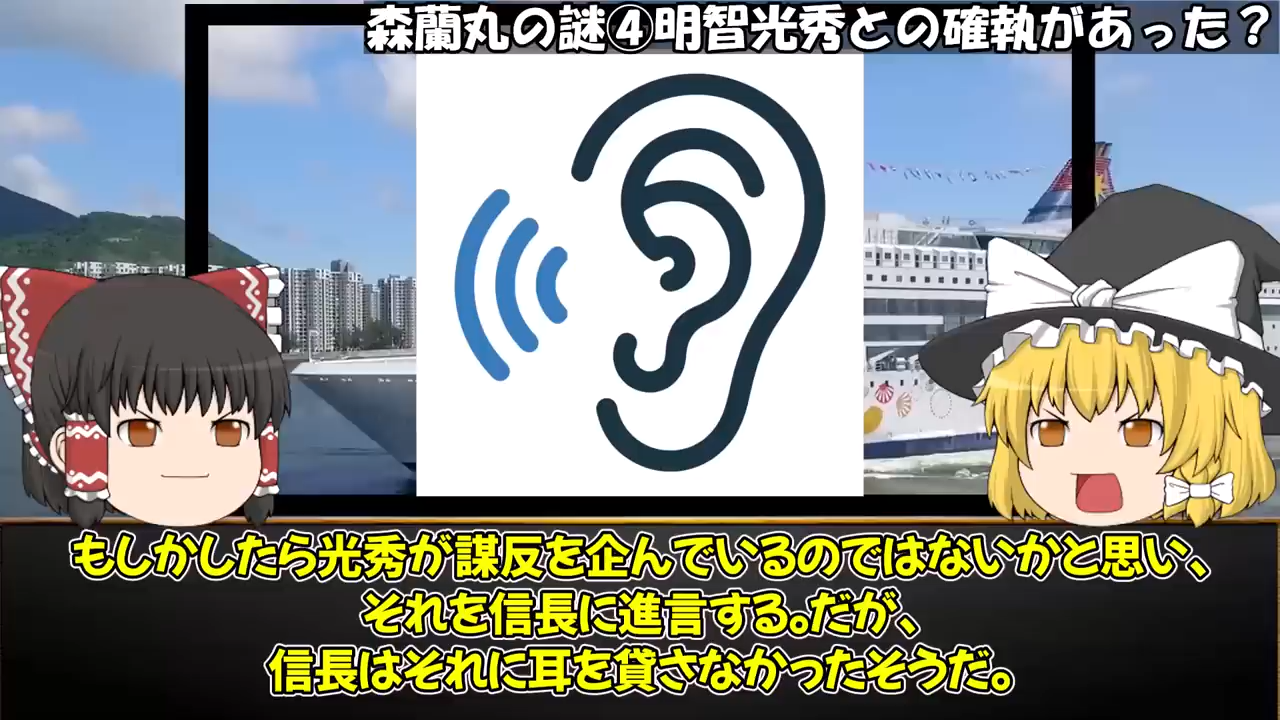 森蘭丸の謎④明智光秀との確執があった？
もしかしたら光秀が謀反を企んでいるのではないかと思い、
それを信長に進言する。だが、
信長はそれに耳を貸さなかったそうだ。